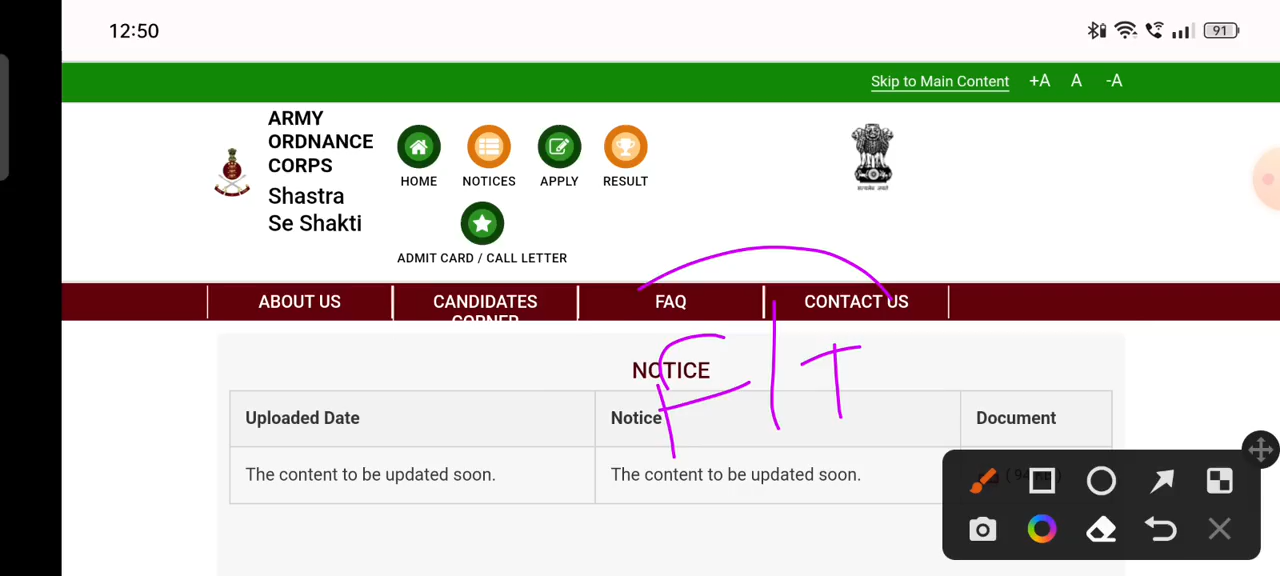 12:50
91
Skip to Main Content +A A -A
ARMY
ORDNANCE
CORPS
Shastra
Se Shakti
HOME NOTICES APPLY RESULT
ADMIT CARD / CALL LETTER
ABOUT US CANDIDATES CORNER FAQ CONTACT US
NOTICE
FIT
Uploaded Date Notice Document
The content to be updated soon. The content to be updated soon.